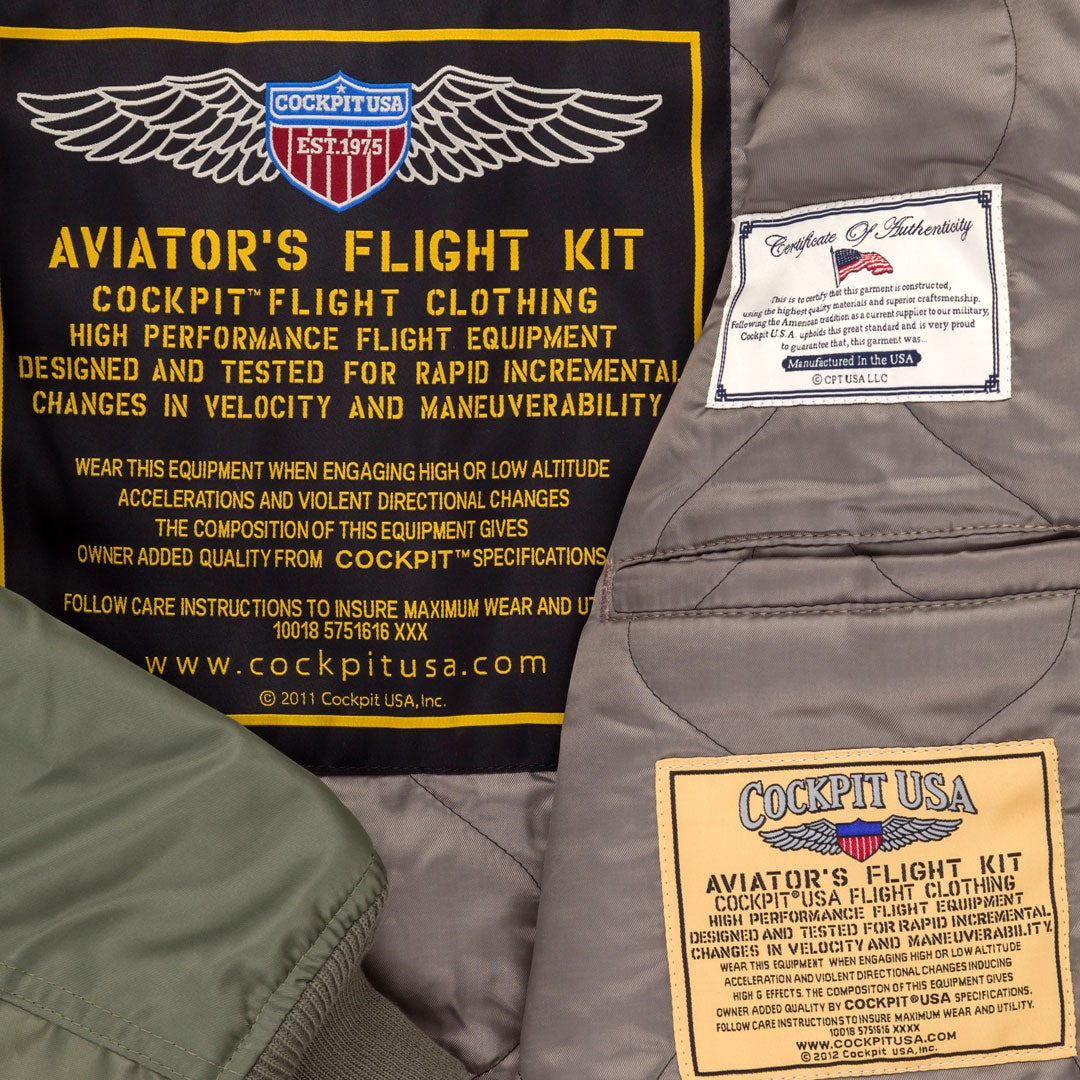 COCKPIT USA
EST.1975
AVIATOR'S FLIGHT KIT
COCKPIT™ FLIGHT CLOTHING
HIGH PERFORMANCE FLIGHT EQUIPMENT
DESIGNED AND TESTED FOR RAPID INCREMENTAL
CHANGES IN VELOCITY AND MANEUVERABILITY
WEAR THIS EQUIPMENT WHEN ENGAGING HIGH OR LOW ALTITUDE
ACCELERATIONS AND VIOLENT DIRECTIONAL CHANGES
THE COMPOSITION OF THIS EQUIPMENT GIVES
OWNER ADDED QUALITY FROM COCKPIT™ SPECIFICATIONS
FOLLOW CARE INSTRUCTIONS TO INSURE MAXIMUM WEAR AND UT
10018 5751616 XXX
www.cockpitusa.com
© 2011 Cockpit USA, Inc.
Certificate Of Authenticity
This is to certify that this garment is constructed,
using the highest quality materials and superior craftsmenship.
Following the American tradition as a current supplier to our military,
Cockpit U.S.A. upholds this great standard and is very proud
to guarantee that, this garment was...
Manufactured In the USA
© CPT USA LLC
COCKPIT USA
AVIATOR'S FLIGHT KIT
COCKPIT® USA FLIGHT CLOTHING
HIGH PERFORMANCE FLIGHT EQUIPMENT
DESIGNED AND TESTED FOR RAPID INCREMENTAL
CHANGES IN VELOCITY AND MANEUVERABILITY.
WEAR THIS EQUIPMENT WHEN ENGAGING HIGH OR LOW ALTITUDE
ACCELERATION AND VIOLENT DIRECTIONAL CHANGES INDUCING
HIGH G EFFECTS. THE COMPOSITON OF THIS EQUIPMENT GIVES
OWNER ADDED QUALITY BY COCKPIT® USA SPECIFICATIONS.
FOLLOW CARE INSTRUCTIONS TO INSURE MAXIMUM WEAR AND UTILITY.
10018 5751616 XXXX
WWW.COCKPITUSA.COM
© 2012 Cockpit USA, Inc.